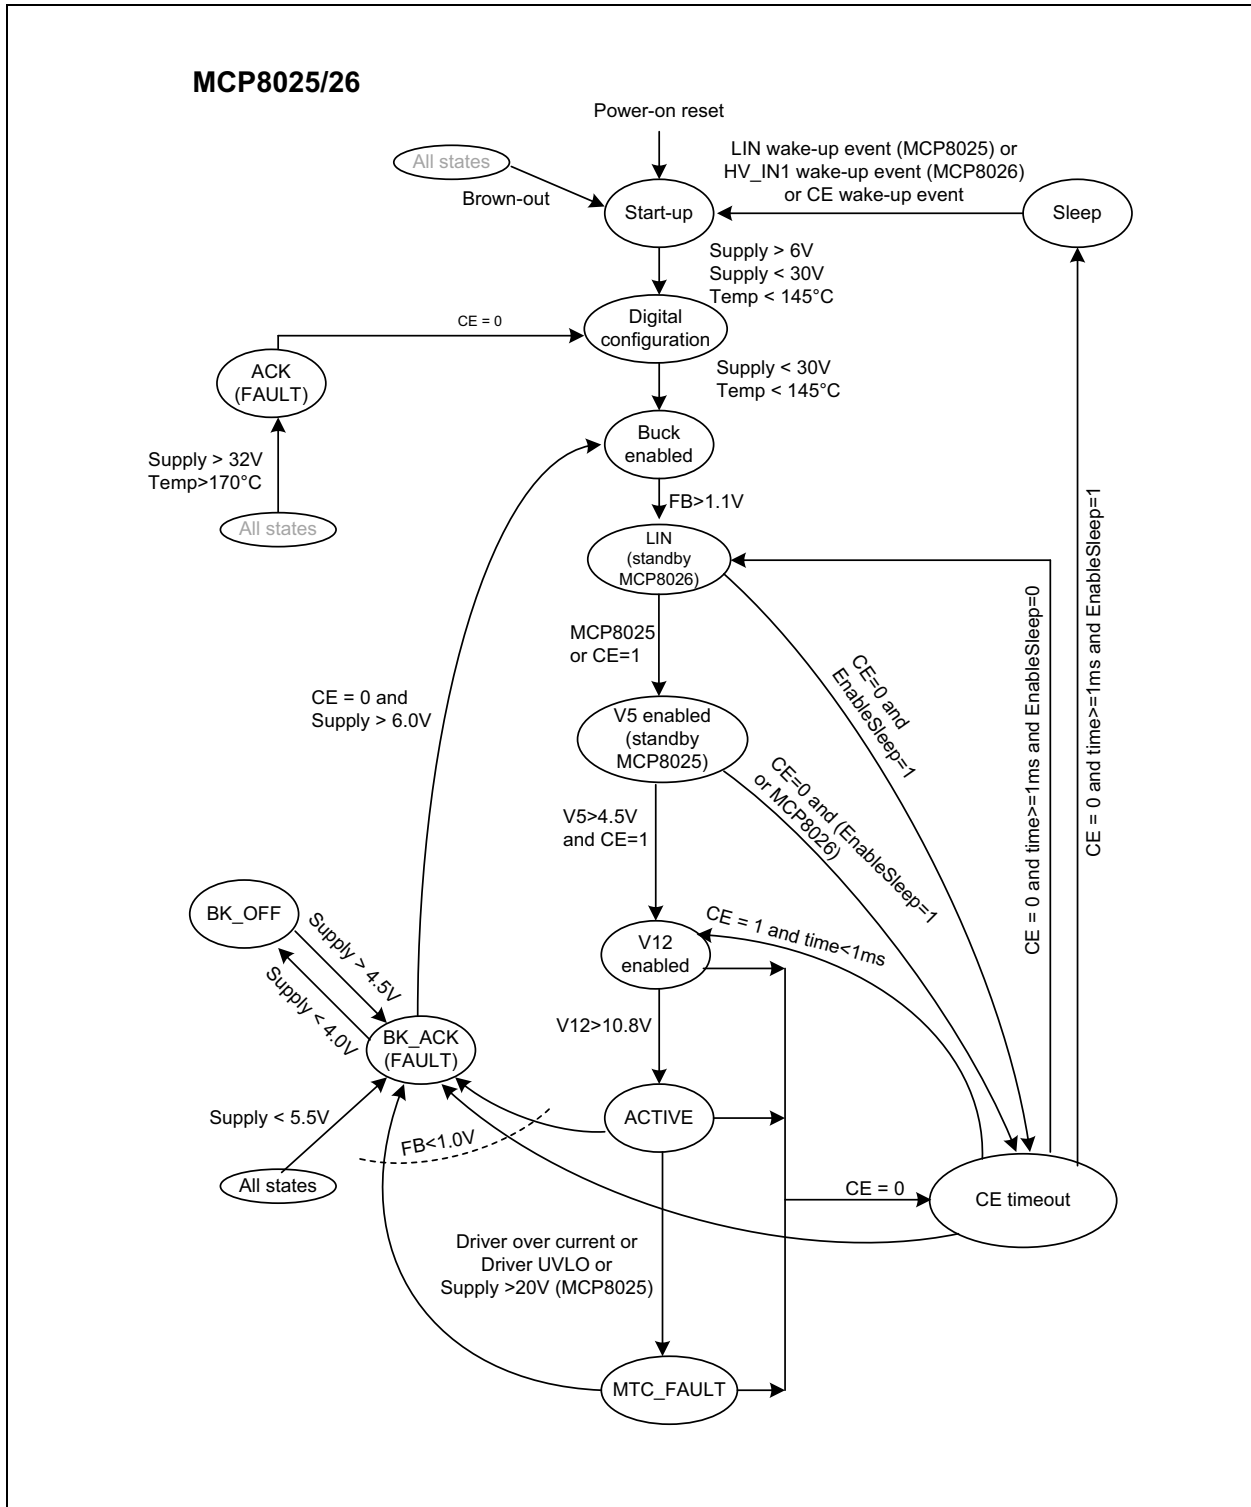 MCP8025/26
Power-on reset
All states
Brown-out
LIN wake-up event (MCP8025) or
HV_IN1 wake-up event (MCP8026)
or CE wake-up event
Start-up
Sleep
Supply > 6V
Supply < 30V
Temp < 145°C
CE = 0
Digital
configuration
ACK
(FAULT)
Supply < 30V
Temp < 145°C
Buck
enabled
Supply > 32V
Temp>170°C
All states
FB>1.1V
LIN
(standby
MCP8026)
MCP8025
or CE=1
CE=0 and
EnableSleep=1
CE = 0 and time>=1ms and EnableSleep=0
CE = 0 and time>=1ms and EnableSleep=1
CE = 0 and
Supply > 6.0V
V5 enabled
(standby
MCP8025)
CE=0 and (EnableSleep=1
or MCP8026)
V5>4.5V
and CE=1
BK_OFF
Supply > 4.5V
Supply < 4.0V
CE = 1 and time<1ms
V12
enabled
V12>10.8V
BK_ACK
(FAULT)
Supply < 5.5V
FB<1.0V
ACTIVE
All states
CE = 0
CE timeout
Driver over current or
Driver UVLO or
Supply >20V (MCP8025)
MTC_FAULT